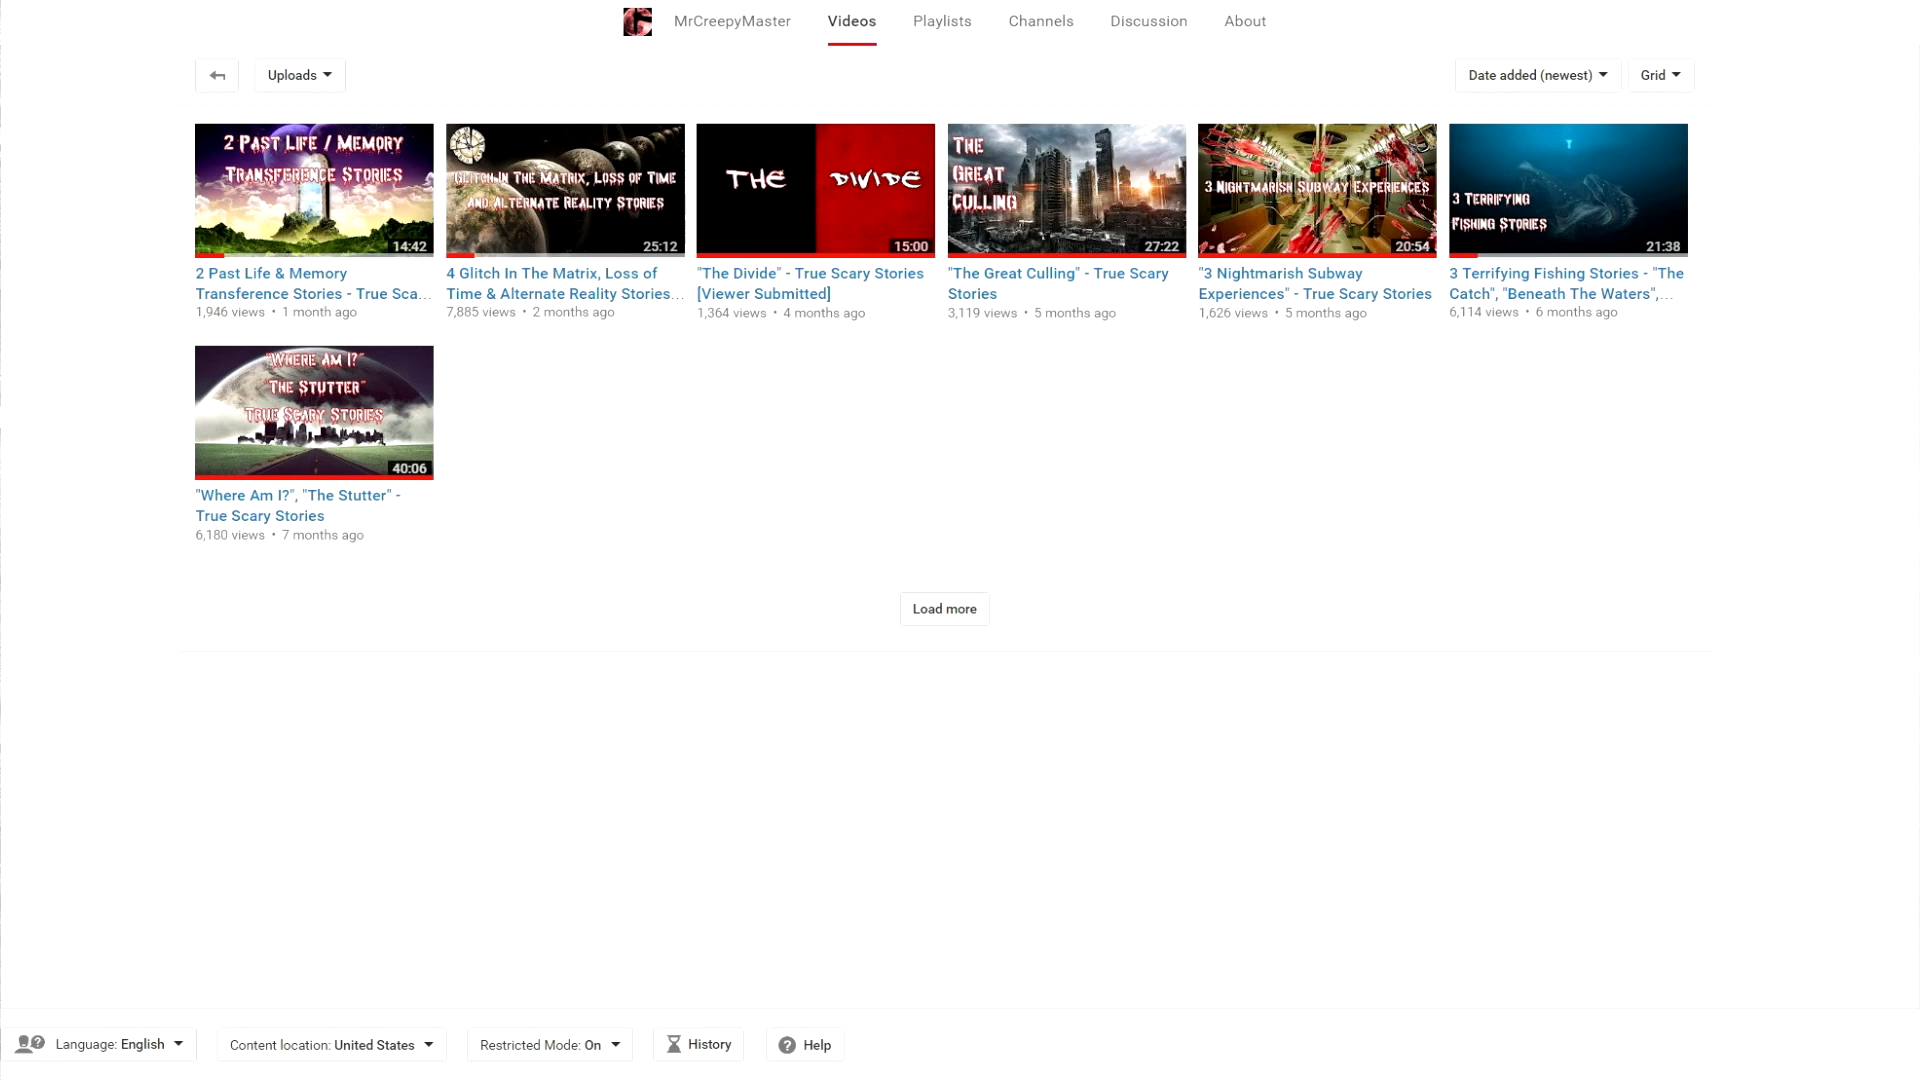 MrCreepyMaster
Videos
Playlists
Channels
Discussion
About
Uploads
Date added (newest)
Grid
2 Past Life / Memory
Transference Stories
14:42
2 Past Life & Memory
Transference Stories - True Sca...
1,946 views • 1 month ago
Glitch In The Matrix, Loss of Time
and Alternate Reality Stories
25:12
4 Glitch In The Matrix, Loss of
Time & Alternate Reality Stories...
7,885 views • 2 months ago
THE DIVIDE
15:00
"The Divide" - True Scary Stories
[Viewer Submitted]
1,364 views • 4 months ago
The
Great
Culling
27:22
"The Great Culling" - True Scary
Stories
3,119 views • 5 months ago
3 Nightmarish Subway Experiences
20:54
"3 Nightmarish Subway
Experiences" - True Scary Stories
1,626 views • 5 months ago
3 Terrifying
Fishing Stories
21:38
3 Terrifying Fishing Stories - "The
Catch", "Beneath The Waters",...
6,114 views • 6 months ago
"Where Am I?"
"The Stutter"
True Scary Stories
40:06
"Where Am I?", "The Stutter" -
True Scary Stories
6,180 views • 7 months ago
Load more
Language: English
Content location: United States
Restricted Mode: On
History
Help